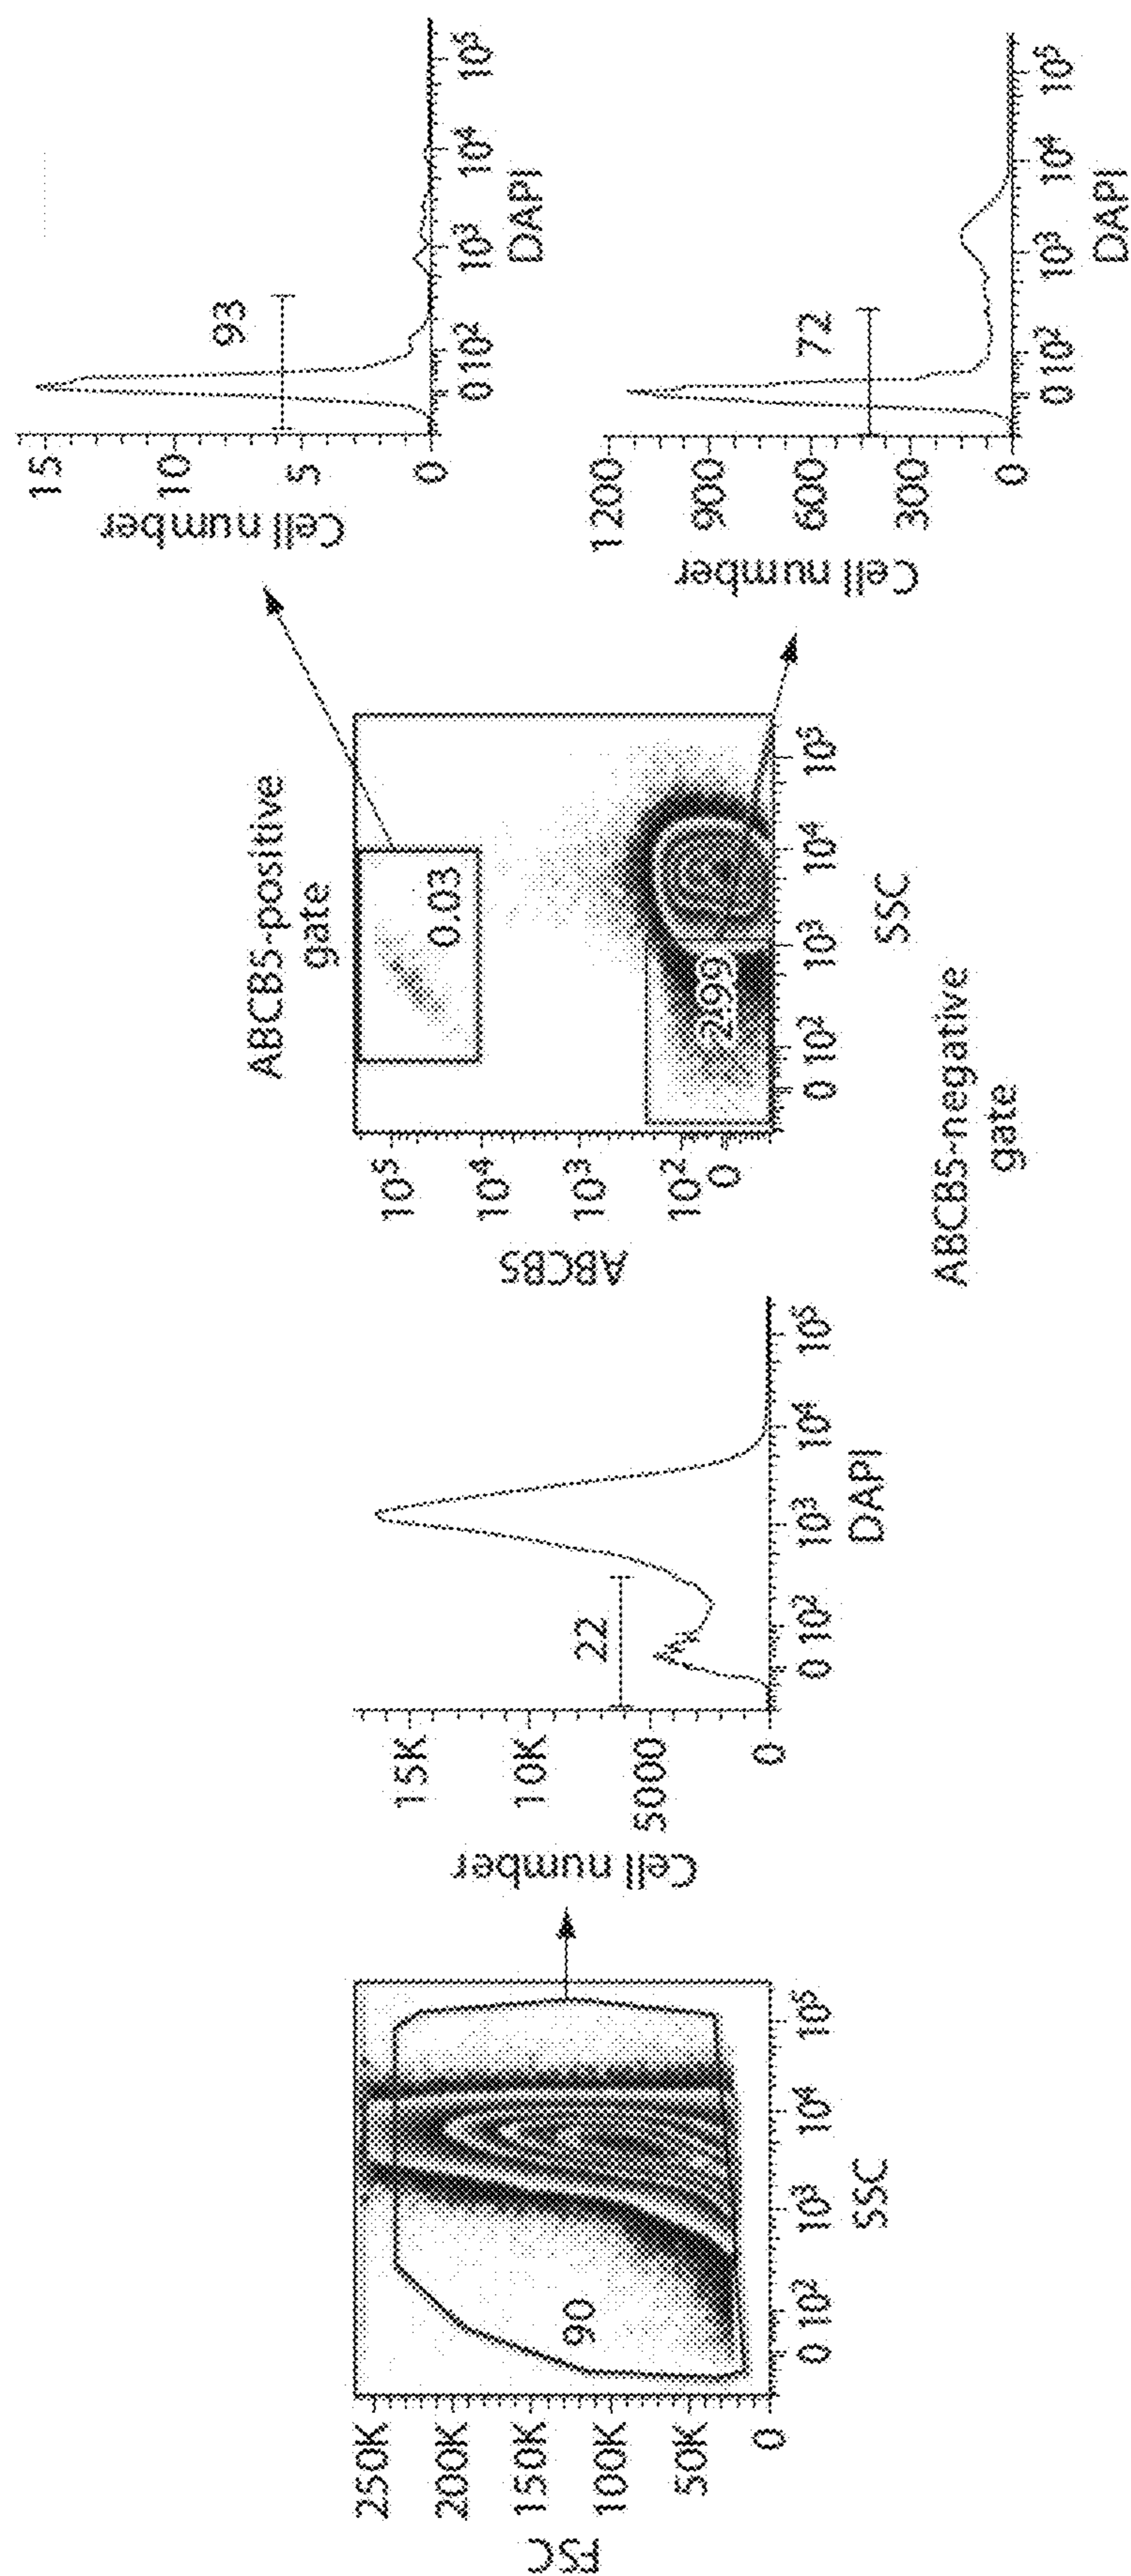 FSC
250K
200K
150K
100K
50K
0
90
0 10² 10³ 10⁴ 10⁵
SSC
Cell number
15K
10K
5000
0
22
0 10² 10³ 10⁴ 10⁵
DAPI
ABCB5-positive
gate
ABCB5
10⁵
10⁴
10³
10²
0
0.03
2.99
0 10² 10³ 10⁴ 10⁵
SSC
ABCB5-negative
gate
Cell number
15
10
5
0
93
0 10² 10³ 10⁴ 10⁵
DAPI
Cell number
1200
900
600
300
0
72
0 10² 10³ 10⁴ 10⁵
DAPI